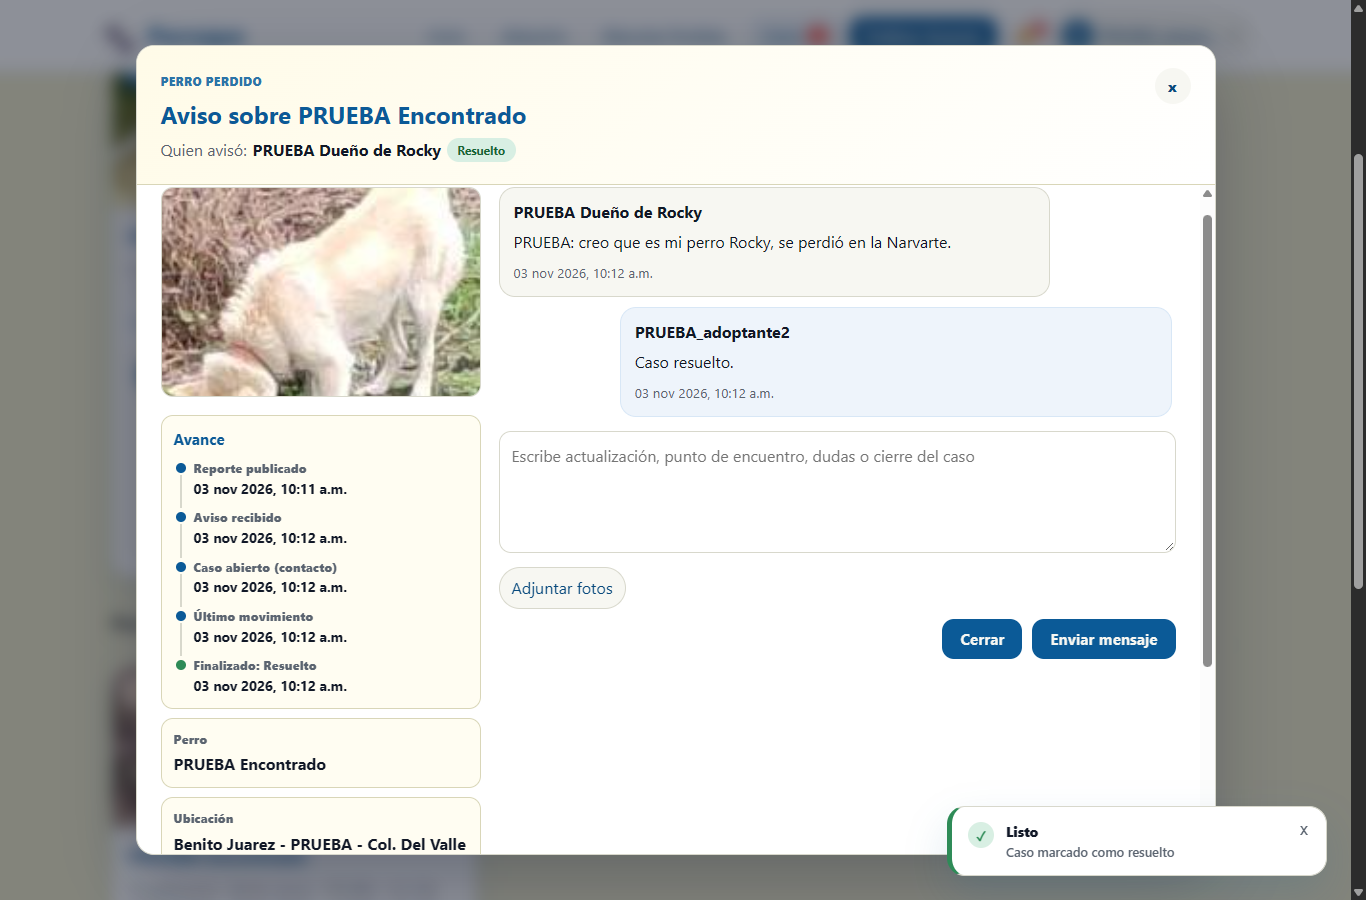 PERRO PERDIDO
Aviso sobre PRUEBA Encontrado
Quien avisó: PRUEBA Dueño de Rocky Resuelto
x
Avance
Reporte publicado
03 nov 2026, 10:11 a.m.
Aviso recibido
03 nov 2026, 10:12 a.m.
Caso abierto (contacto)
03 nov 2026, 10:12 a.m.
Último movimiento
03 nov 2026, 10:12 a.m.
Finalizado: Resuelto
03 nov 2026, 10:12 a.m.
Perro
PRUEBA Encontrado
Ubicación
Benito Juarez - PRUEBA - Col. Del Valle
PRUEBA Dueño de Rocky
PRUEBA: creo que es mi perro Rocky, se perdió en la Narvarte.
03 nov 2026, 10:12 a.m.
PRUEBA_adoptante2
Caso resuelto.
03 nov 2026, 10:12 a.m.
Escribe actualización, punto de encuentro, dudas o cierre del caso
Adjuntar fotos
Cerrar
Enviar mensaje
Listo
X
Caso marcado como resuelto